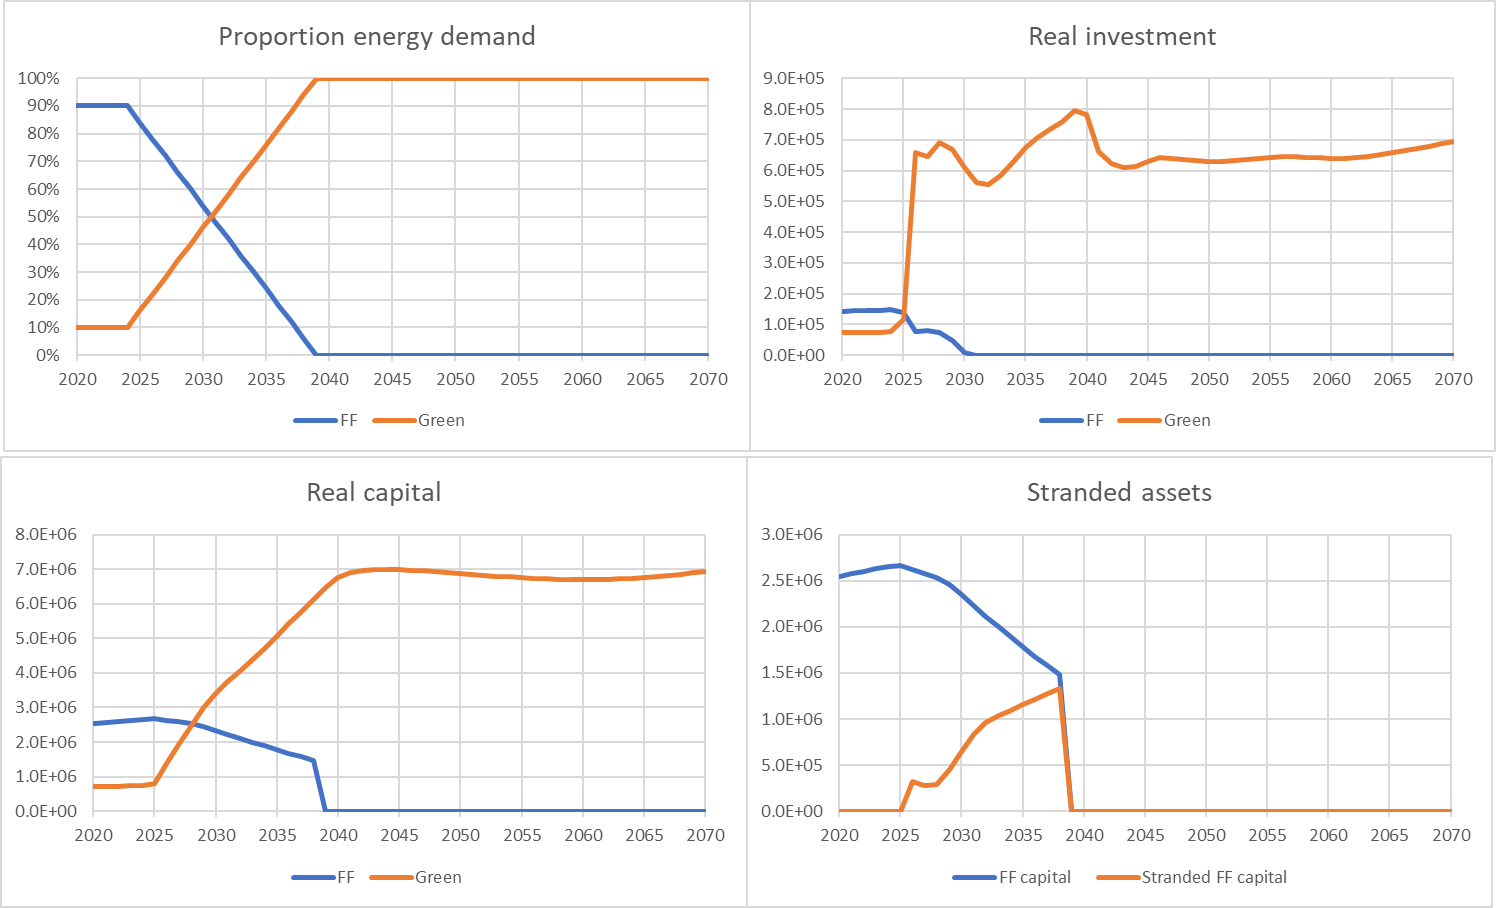 Proportion energy demand
100%
90%
80%
70%
60%
50%
40%
30%
20%
10%
0%
2020 2025 2030 2035 2040 2045 2050 2055 2060 2065 2070
FF Green
Real investment
9.0E+05
8.0E+05
7.0E+05
6.0E+05
5.0E+05
4.0E+05
3.0E+05
2.0E+05
1.0E+05
0.0E+00
2020 2025 2030 2035 2040 2045 2050 2055 2060 2065 2070
FF Green
Real capital
8.0E+06
7.0E+06
6.0E+06
5.0E+06
4.0E+06
3.0E+06
2.0E+06
1.0E+06
0.0E+00
2020 2025 2030 2035 2040 2045 2050 2055 2060 2065 2070
FF Green
Stranded assets
3.0E+06
2.5E+06
2.0E+06
1.5E+06
1.0E+06
5.0E+05
0.0E+00
2020 2025 2030 2035 2040 2045 2050 2055 2060 2065 2070
FF capital Stranded FF capital